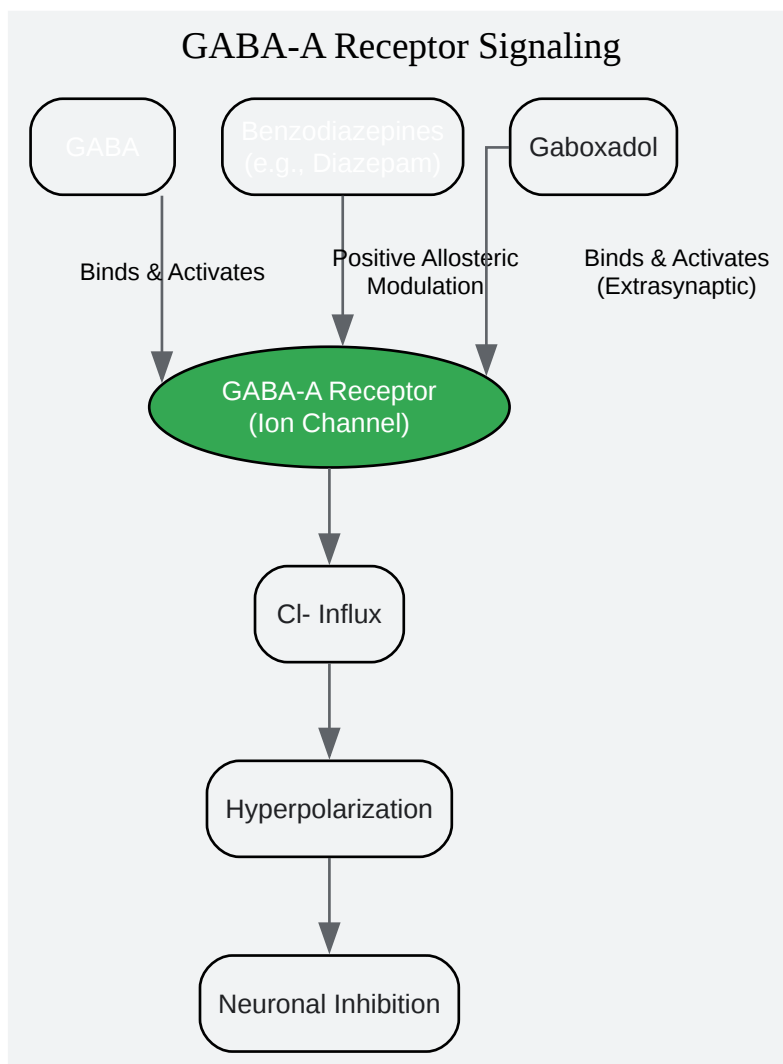 GABA-A Receptor Signaling
GABA
Benzodiazepines
(e.g., Diazepam)
Gaboxadol
Binds & Activates
Positive Allosteric
Modulation
Binds & Activates
(Extrasynaptic)
GABA-A Receptor
(Ion Channel)
Cl- Influx
Hyperpolarization
Neuronal Inhibition